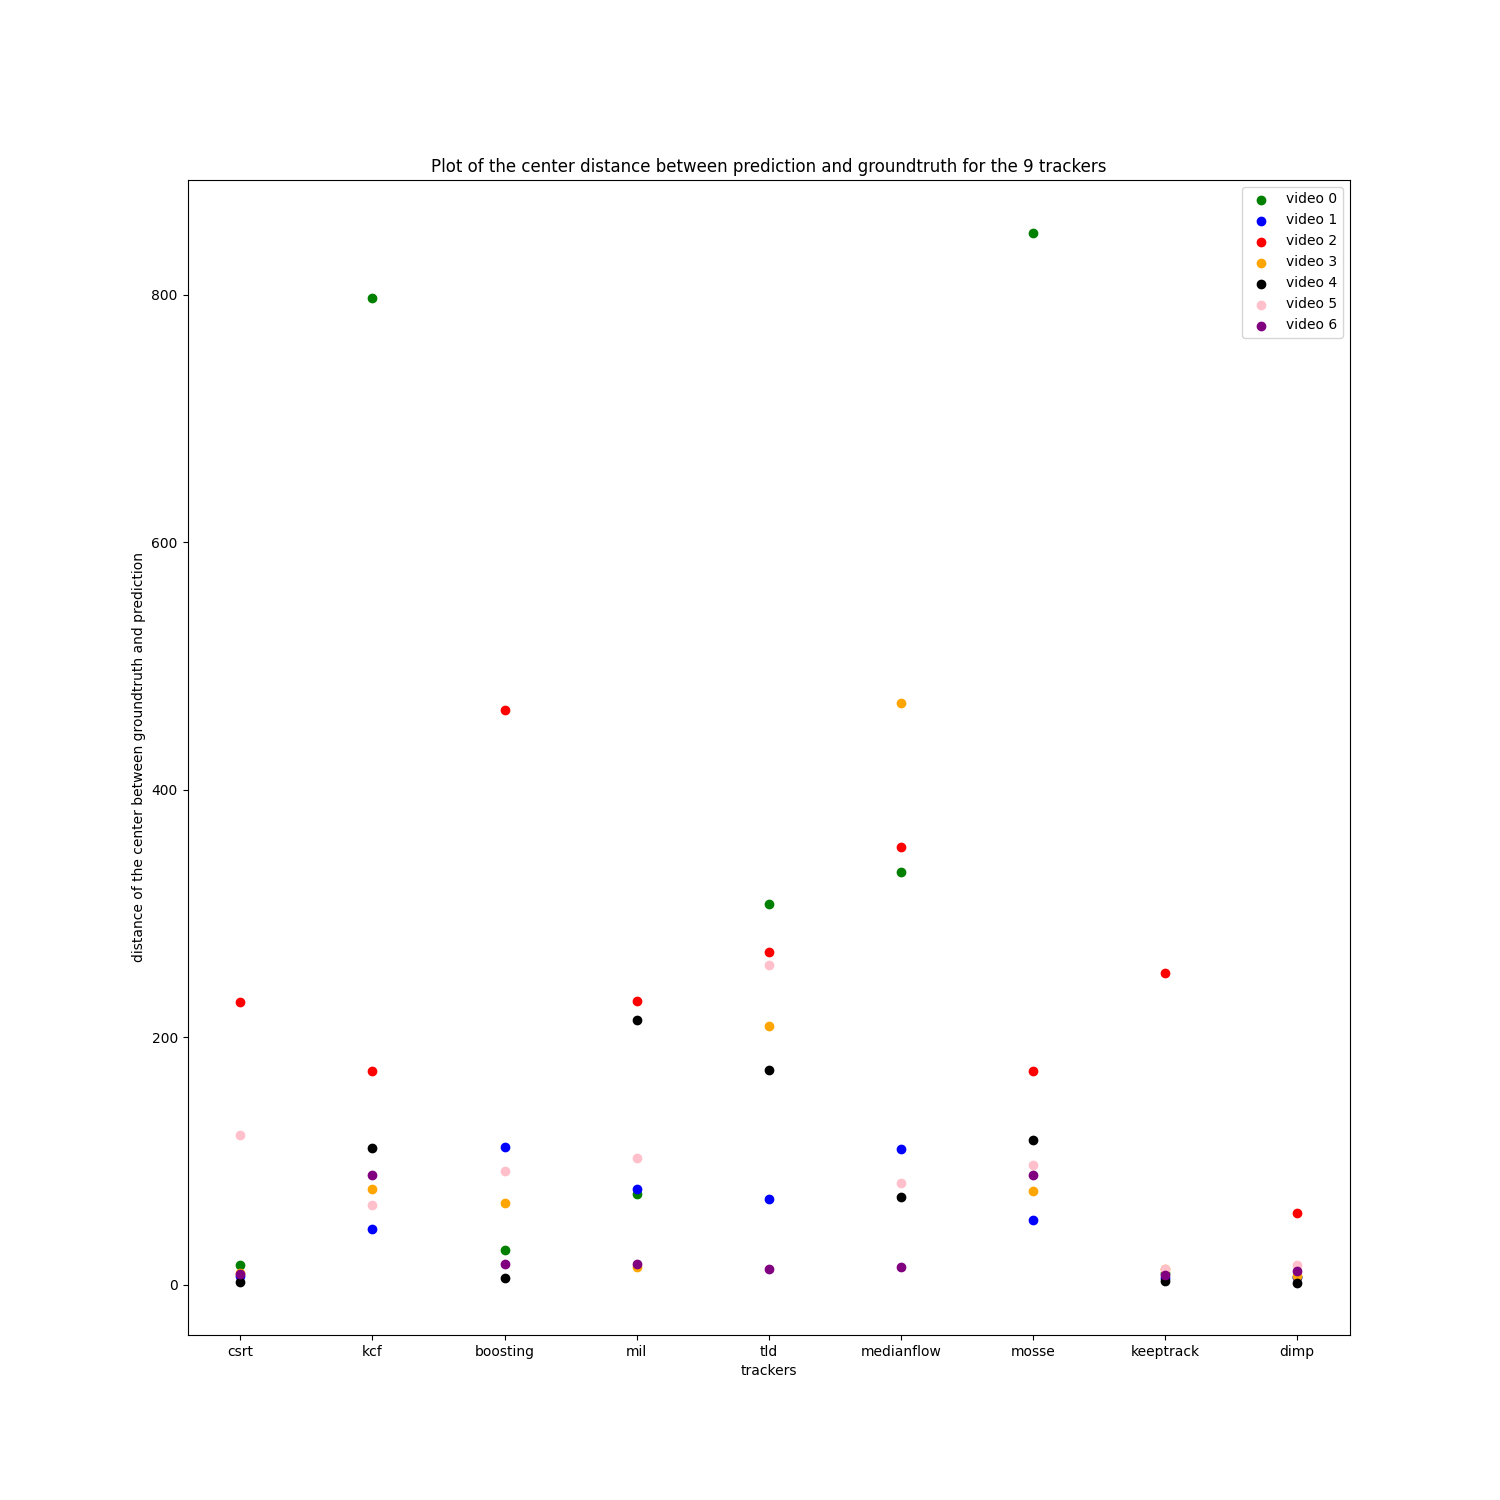 Plot of the center distance between prediction and groundtruth for the 9 trackers
video 0
video 1
video 2
video 3
video 4
video 5
video 6
800
600
400
200
0
distance of the center between groundtruth and prediction
csrt kcf boosting mil tld medianflow mosse keeptrack dimp
trackers